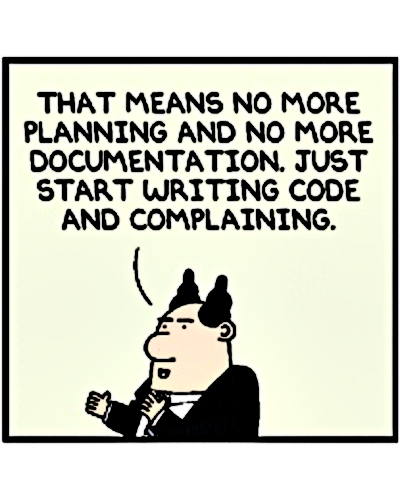 THAT MEANS NO MORE
PLANNING AND NO MORE
DOCUMENTATION. JUST
START WRITING CODE
AND COMPLAINING.